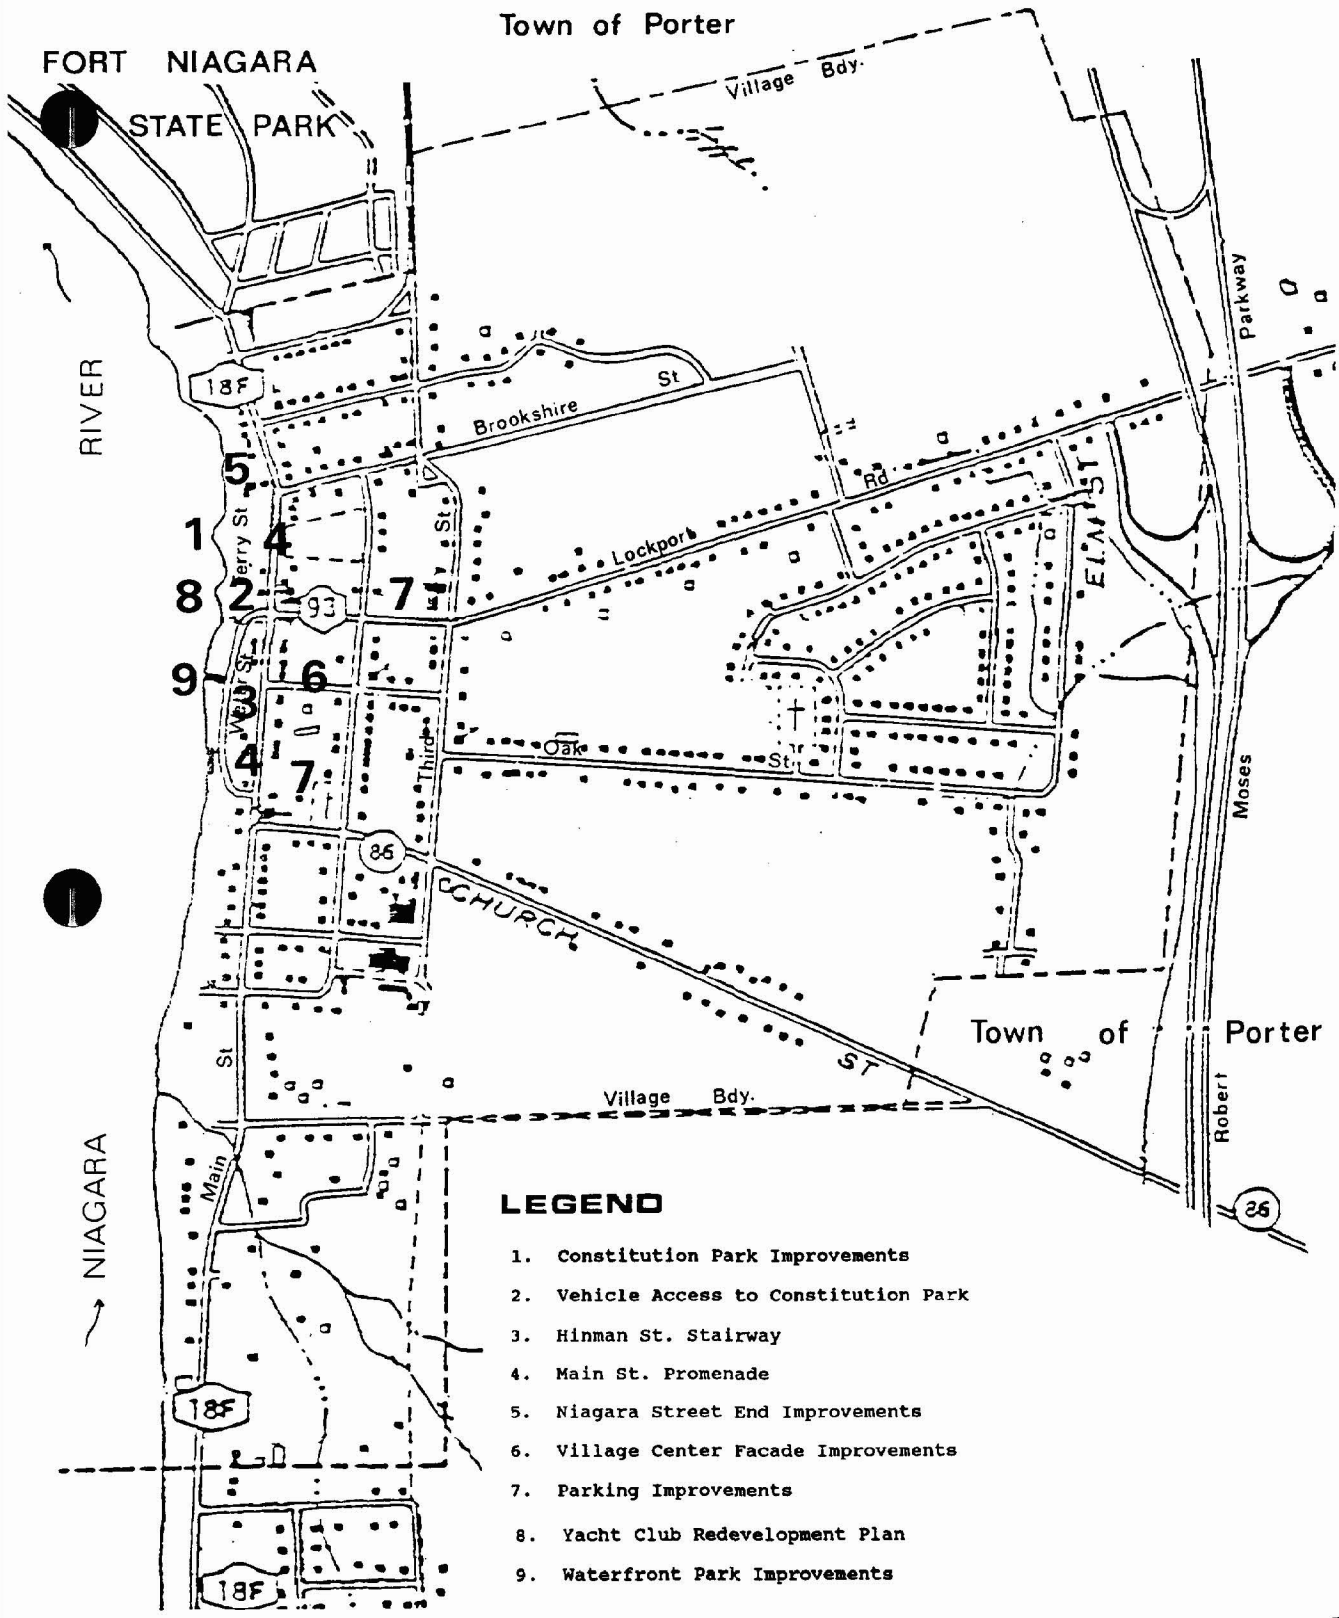 Town of Porter
FORT NIAGARA
STATE PARK
Village Bdy.
RIVER
Parkway
18F
St
Brookshire
5
Rd
ELM ST
1
4
St
Lockport
8
2
93
7
9
6
Water St
3
4
7
Oak
St
Third
Moses
86
CHURCH
ST
Town of Porter
St
Village Bdy.
Robert
NIAGARA
Main
86
LEGEND
1. Constitution Park Improvements
2. Vehicle Access to Constitution Park
3. Hinman St. Stairway
4. Main St. Promenade
5. Niagara Street End Improvements
6. Village Center Facade Improvements
7. Parking Improvements
8. Yacht Club Redevelopment Plan
9. Waterfront Park Improvements
18F
18F